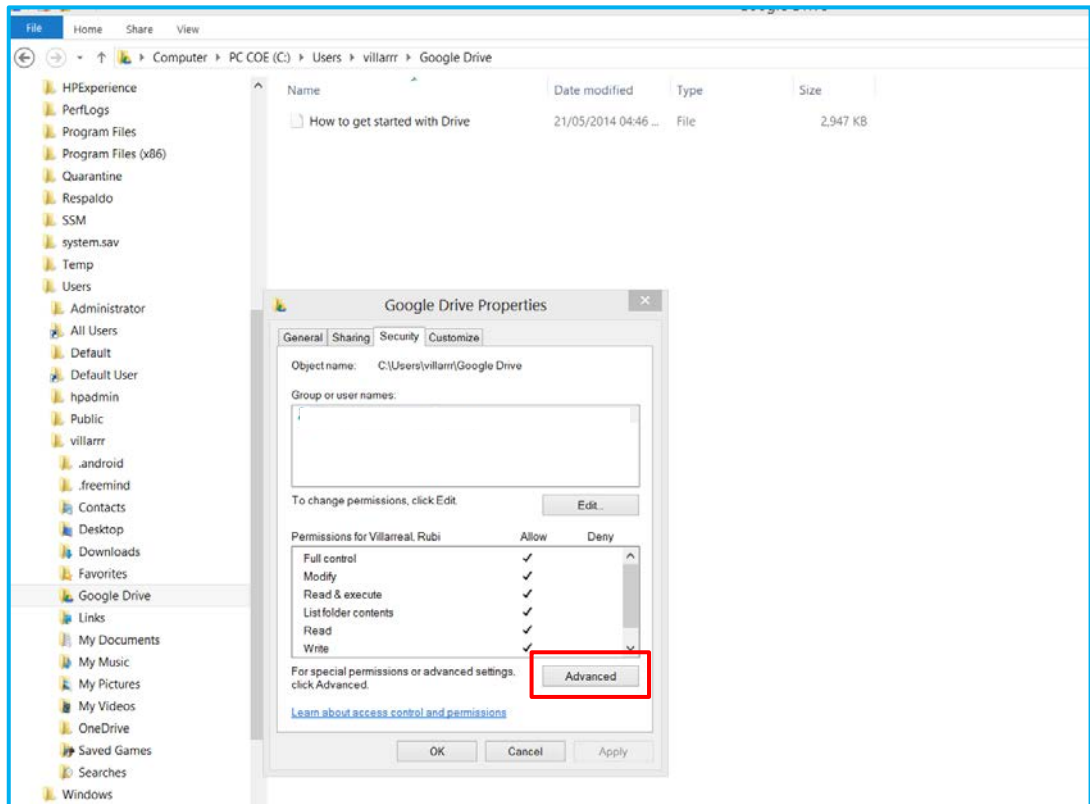 File Home Share View
Computer PC COE (C:) Users villarrr Google Drive
HPExperience
PerfLogs
Program Files
Program Files (x86)
Quarantine
Respaldo
SSM
system.sav
Temp
Users
Administrator
All Users
Default
Default User
hpadmin
Public
villarrr
.android
.freemind
Contacts
Desktop
Downloads
Favorites
Google Drive
Links
My Documents
My Music
My Pictures
My Videos
OneDrive
Saved Games
Searches
Windows
Name Date modified Type Size
How to get started with Drive 21/05/2014 04:46 ... File 2,947 KB
Google Drive Properties
General Sharing Security Customize
Object name: C:\Users\villarrr\Google Drive
Group or user names:
To change permissions, click Edit. Edit...
Permissions for Villarreal, Rubi Allow Deny
Full control
Modify
Read & execute
List folder contents
Read
Write
For special permissions or advanced settings, click Advanced. Advanced
Learn about access control and permissions
OK Cancel Apply